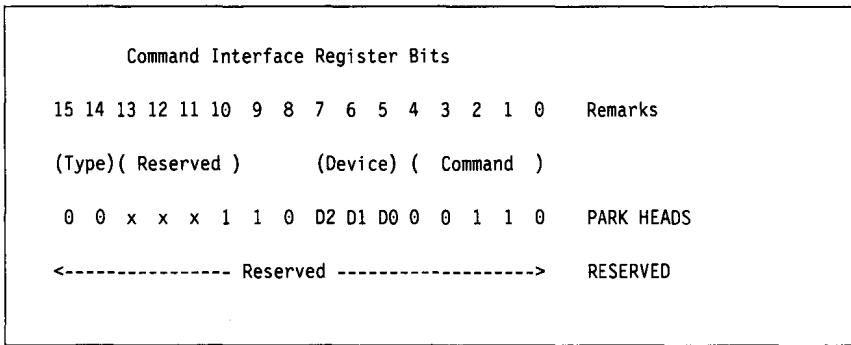 Command Interface Register Bits
15 14 13 12 11 10 9 8 7 6 5 4 3 2 1 0 Remarks
(Type)( Reserved ) (Device) ( Command )
0 0 x x x 1 1 0 D2 D1 D0 0 0 1 1 0 PARK HEADS
<---------------- Reserved -------------------> RESERVED